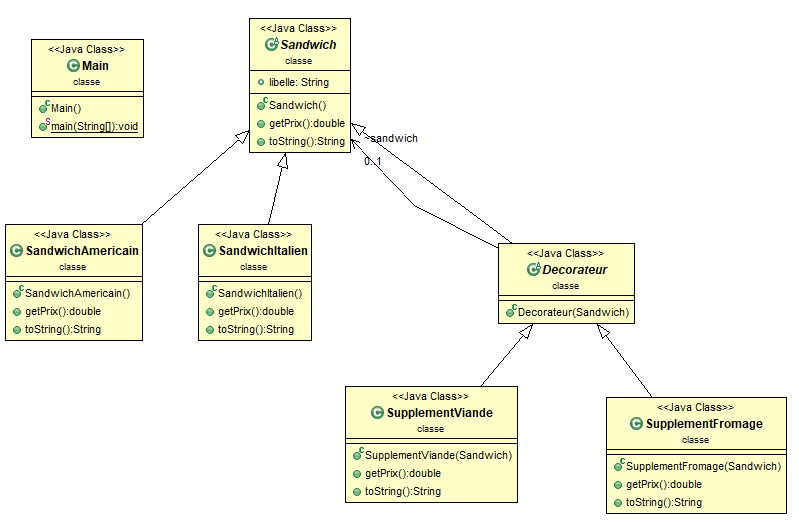 <<Java Class>>
Main
classe
Main()
main(String[]):void
<<Java Class>>
Sandwich
classe
libelle: String
Sandwich()
getPrix():double
toString():String
~sandwich
0..1
<<Java Class>>
SandwichAmericain
classe
SandwichAmericain()
getPrix():double
toString():String
<<Java Class>>
SandwichItalien
classe
SandwichItalien()
getPrix():double
toString():String
<<Java Class>>
Decorateur
classe
Decorateur(Sandwich)
<<Java Class>>
SupplementViande
classe
SupplementViande(Sandwich)
getPrix():double
toString():String
<<Java Class>>
SupplementFromage
classe
SupplementFromage(Sandwich)
getPrix():double
toString():String